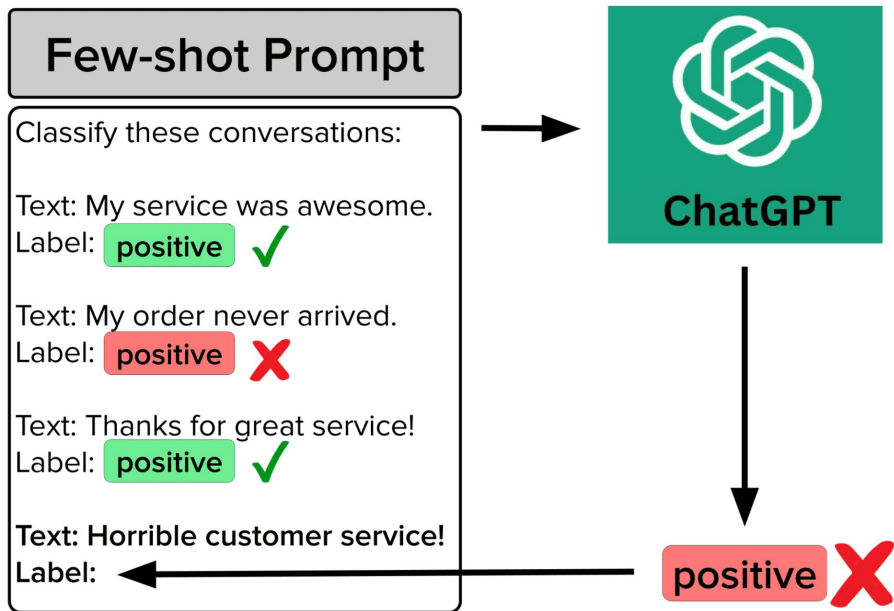 Few-shot Prompt
Classify these conversations:
Text: My service was awesome.
Label: positive
Text: My order never arrived.
Label: positive
Text: Thanks for great service!
Label: positive
Text: Horrible customer service!
Label:
ChatGPT
positive